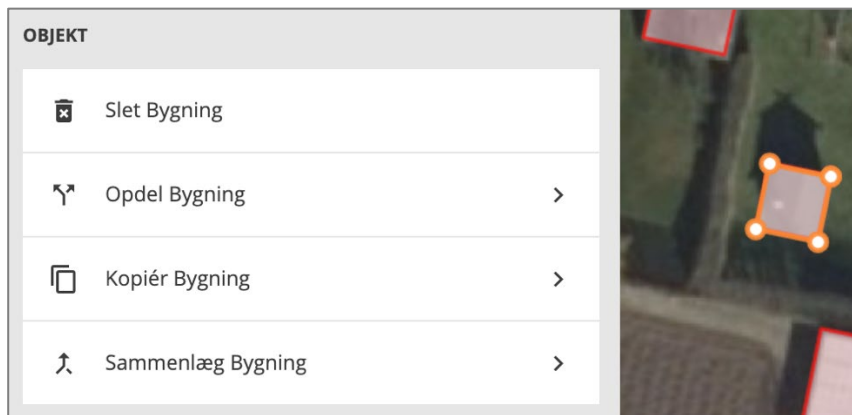 OBJEKT
Slet Bygning
Opdel Bygning
Kopiér Bygning
Sammenlæg Bygning